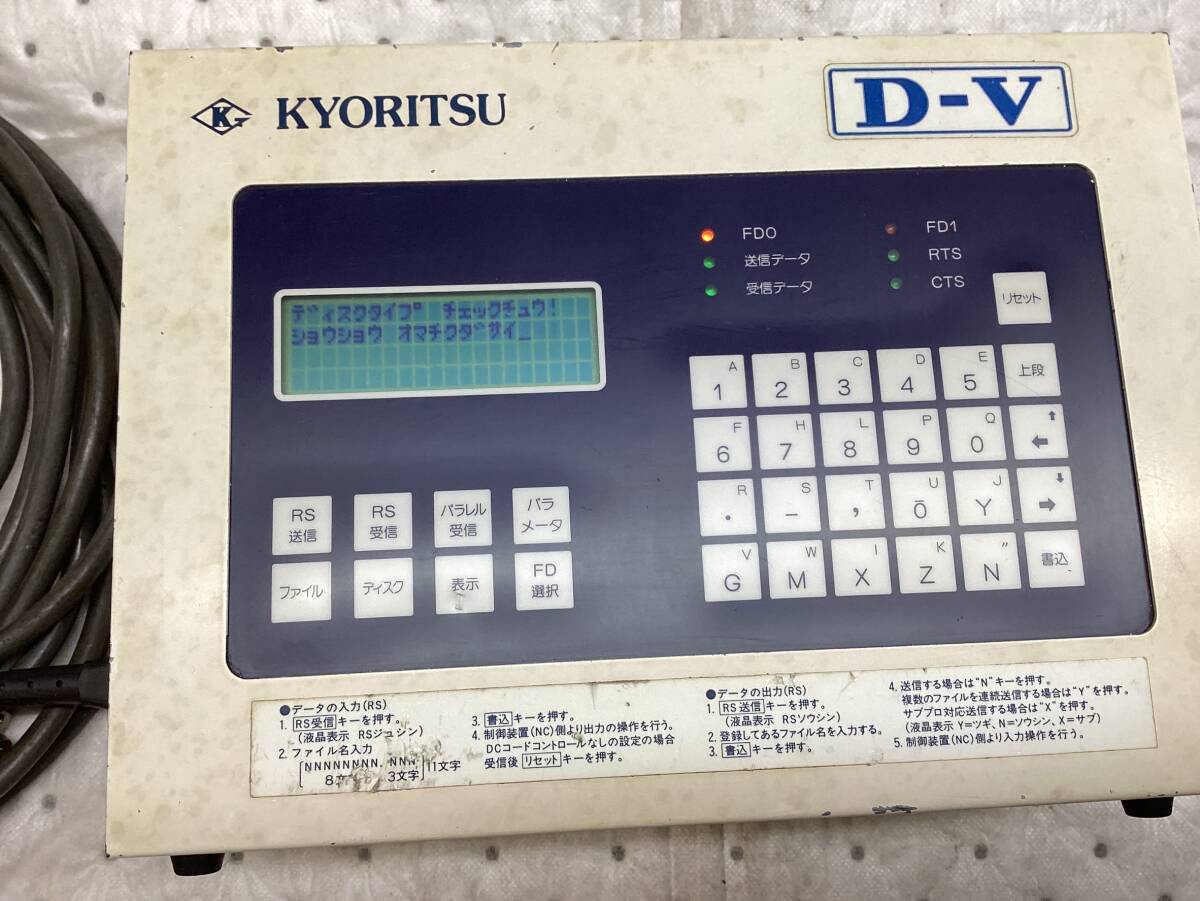 KYORITSU
D-V
FD0
FD1
送信データ
RTS
受信データ
CTS
リセット
ディスクタイプ チェックチュウ!
ショウショウ オマチクダサイ_
A 1
B 2
C 3
D 4
E 5
上段
F 6
H 7
L 8
P 9
Q 0
↑ ←
R .
S −
T ,
U Ō
J Y
↓ →
V G
W M
I X
K Z
" N
書込
RS
送信
RS
受信
パラレル
受信
パラ
メータ
ファイル
ディスク
表示
FD
選択
●データの入力(RS)
1. RS受信 キーを押す。
(液晶表示 RSジュシン)
2. ファイル名入力
[NNNNNNNN. NNN] 11文字
8文 3文字
3. 書込 キーを押す。
4. 制御装置(NC)側より出力の操作を行う。
DCコードコントロールなしの設定の場合
受信後 リセット キーを押す。
●データの出力(RS)
1. RS送信 キーを押す。
(液晶表示 RSソウシン)
2. 登録してあるファイル名を入力する。
3. 書込 キーを押す。
4. 送信する場合は"N"キーを押す。
複数のファイルを連続送信する場合は"Y"を押す。
サブプロ対応送信する場合は"X"を押す。
(液晶表示 Y=ツギ、N=ソウシン、X=サブ)
5. 制御装置(NC)側より入力操作を行う。